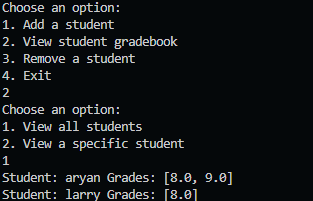 Choose an option:
1. Add a student
2. View student gradebook
3. Remove a student
4. Exit
2
Choose an option:
1. View all students
2. View a specific student
1
Student: aryan Grades: [8.0, 9.0]
Student: larry Grades: [8.0]